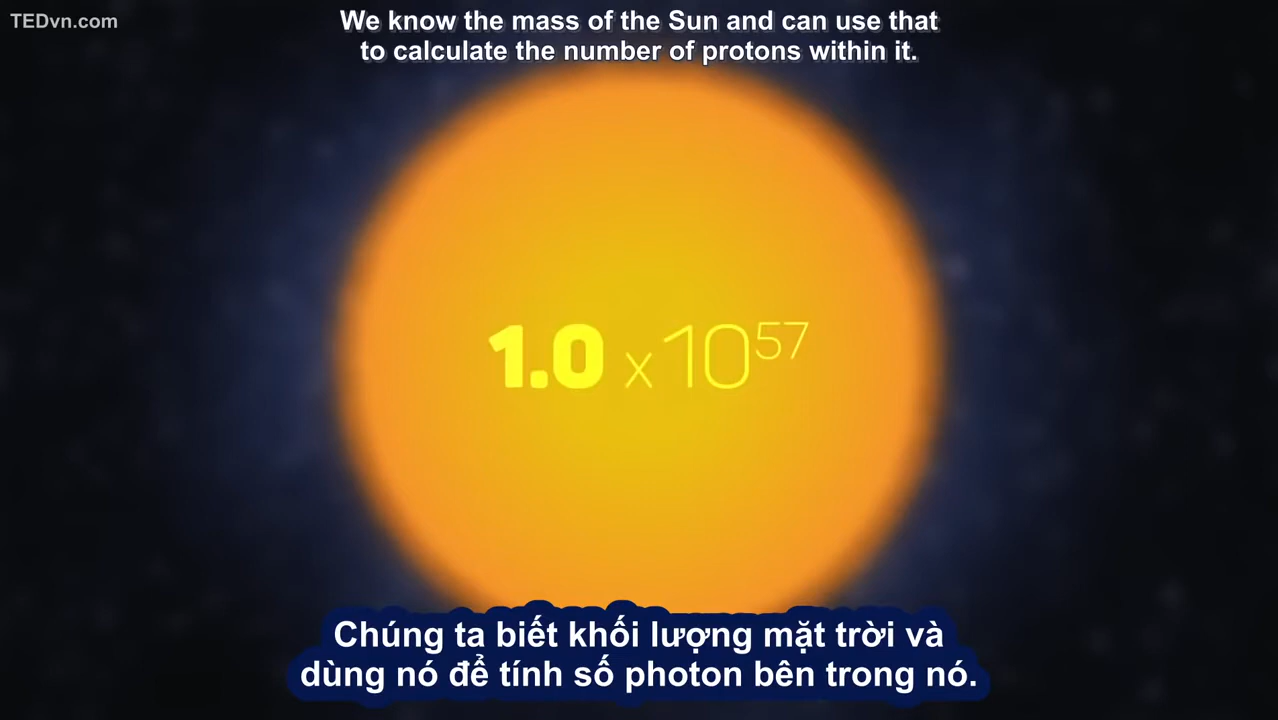 TEDvn.com
We know the mass of the Sun and can use that
to calculate the number of protons within it.
1.0 x 10⁵⁷
Chúng ta biết khối lượng mặt trời và
dùng nó để tính số photon bên trong nó.